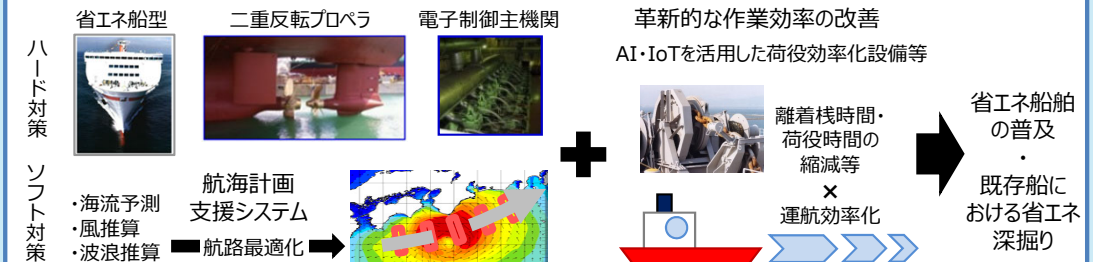 省エネ船型
二重反転プロペラ
電子制御主機関
ハード対策
ソフト対策
・海流予測
・風推算
・波浪推算
航海計画
支援システム
航路最適化
革新的な作業効率の改善
AI・IoTを活用した荷役効率化設備等
離着桟時間・
荷役時間の
縮減等
×
運航効率化
省エネ船舶
の普及
・
既存船に
おける省エネ
深掘り